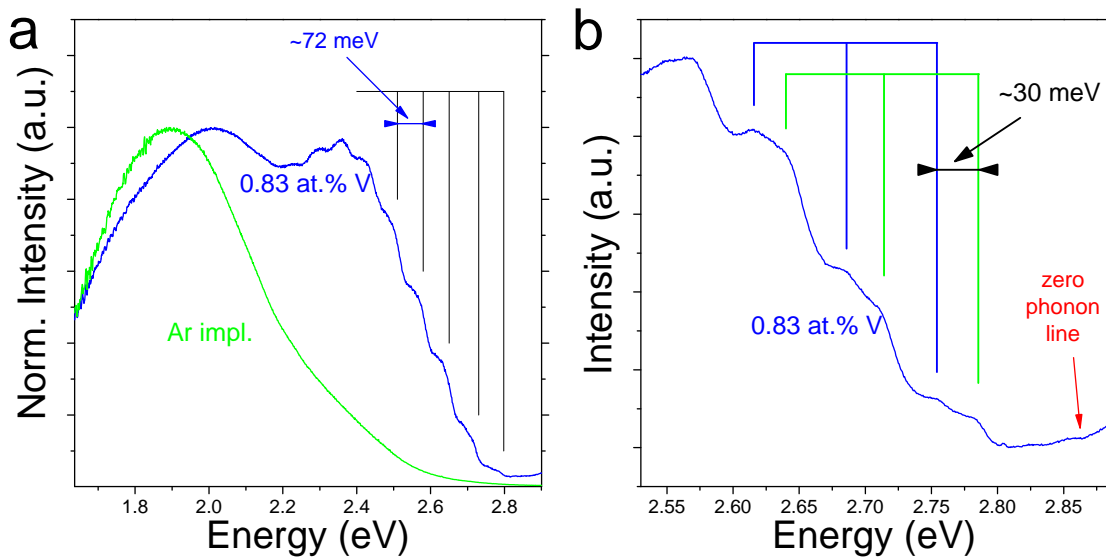 a
~72 meV
0.83 at.% V
Ar impl.
Norm. Intensity (a.u.)
1.8 2.0 2.2 2.4 2.6 2.8
Energy (eV)
b
~30 meV
zero
phonon
line
0.83 at.% V
Intensity (a.u.)
2.55 2.60 2.65 2.70 2.75 2.80 2.85
Energy (eV)